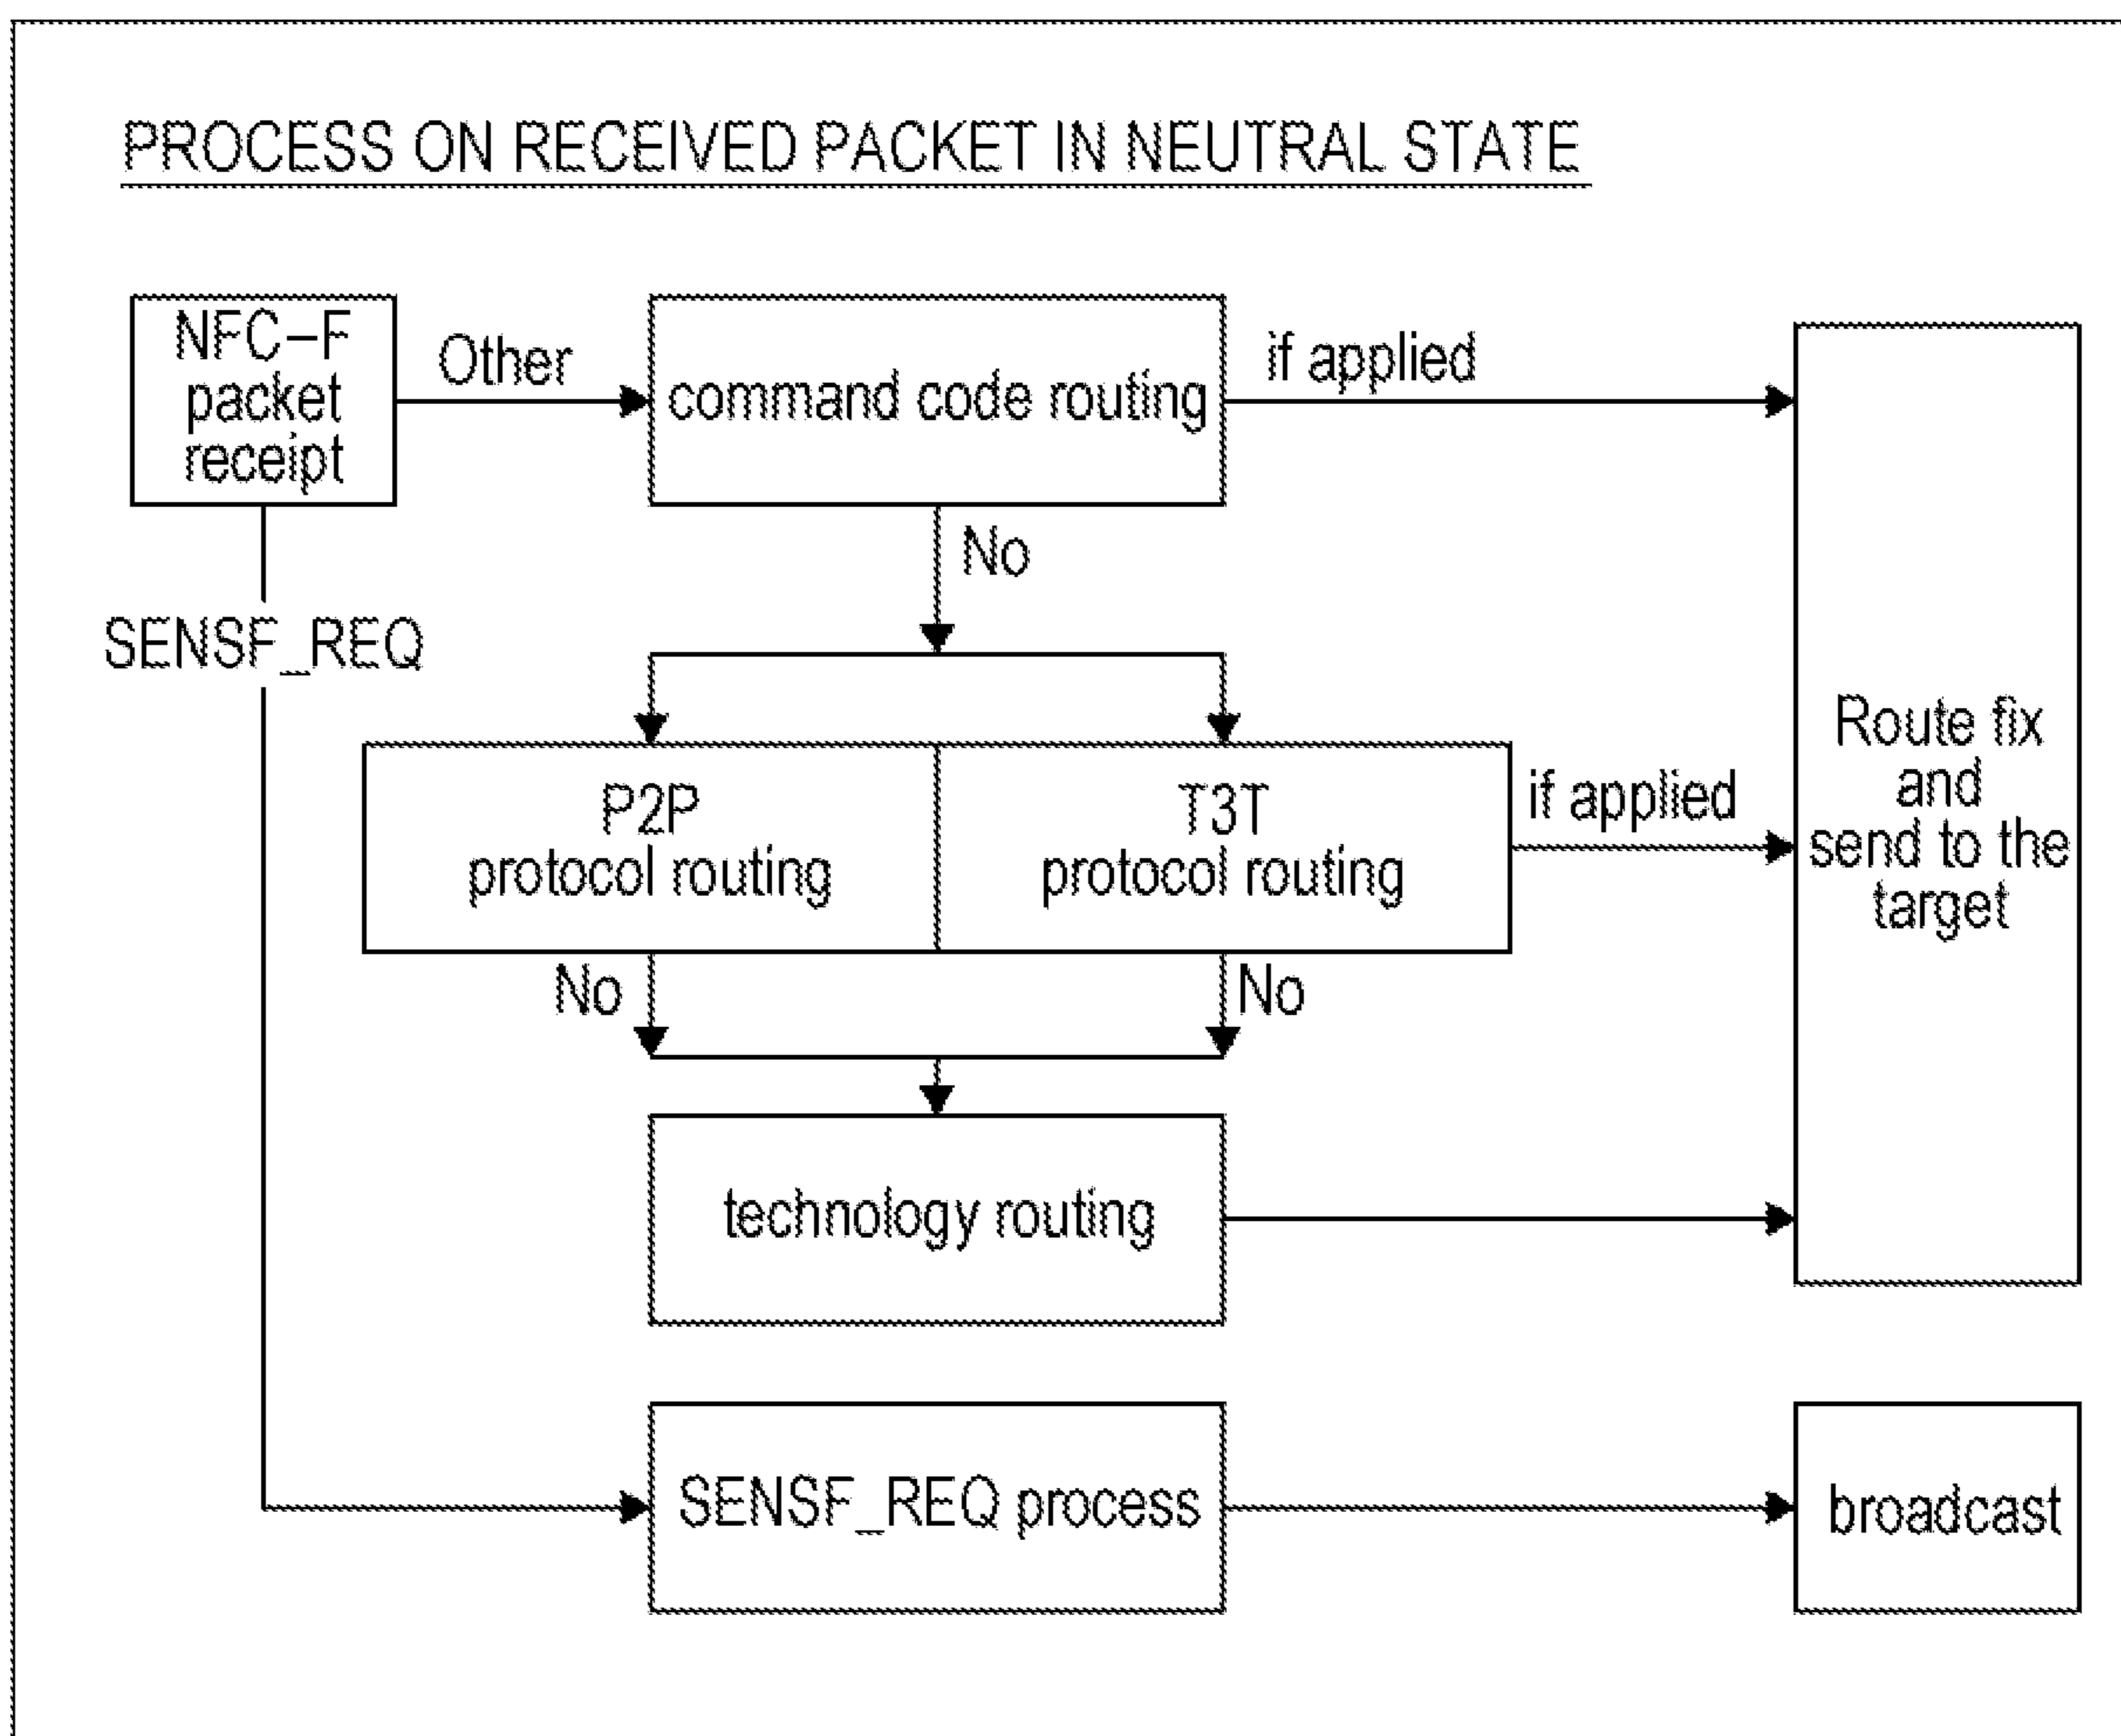 PROCESS ON RECEIVED PACKET IN NEUTRAL STATE
NFC-F
packet
receipt
Other
command code routing
if applied
No
SENSF_REQ
P2P
protocol routing
T3T
protocol routing
if applied
Route fix
and
send to the
target
No
No
technology routing
SENSF_REQ process
broadcast